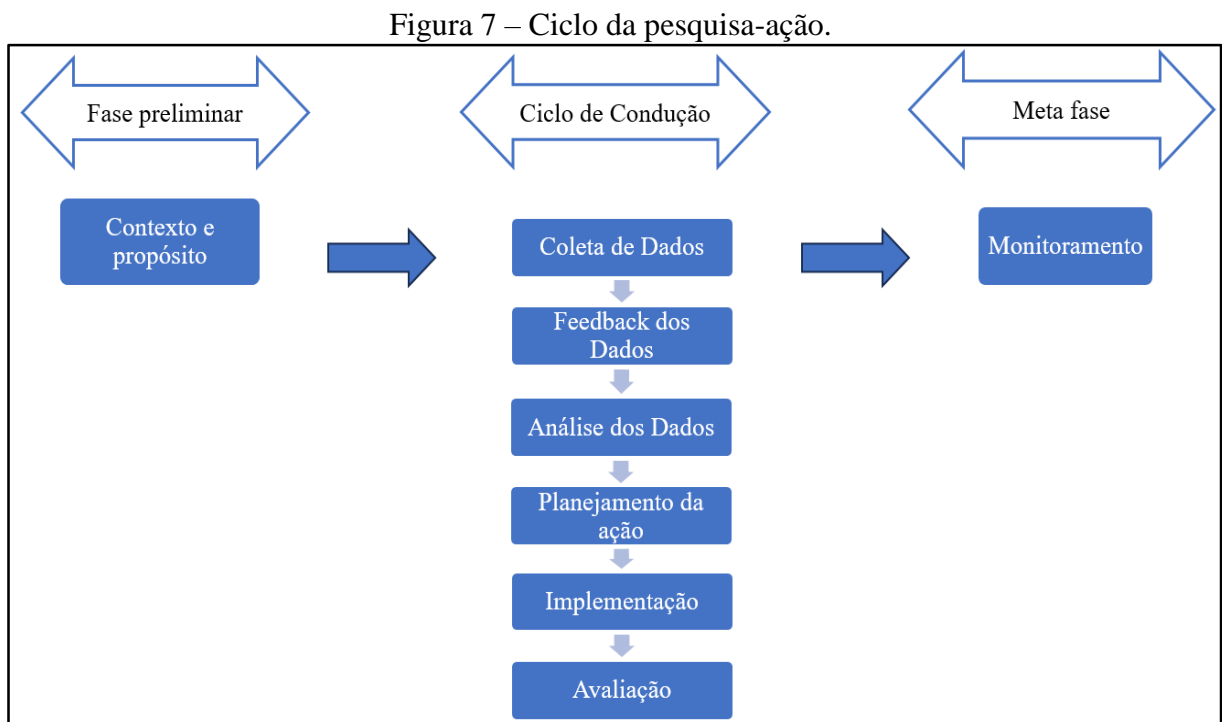 Figura 7 – Ciclo da pesquisa-ação.
Fase preliminar
Ciclo de Condução
Meta fase
Contexto e
propósito
Coleta de Dados
Monitoramento
Feedback dos
Dados
Análise dos Dados
Planejamento da
ação
Implementação
Avaliação